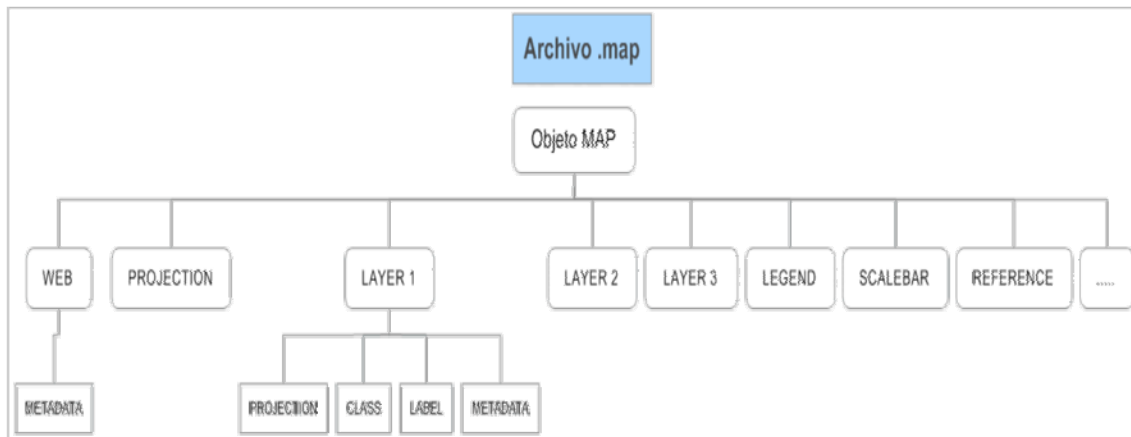 Archivo .map
Objeto MAP
WEB
PROJECTION
LAYER 1
LAYER 2
LAYER 3
LEGEND
SCALEBAR
REFERENCE
.....
METADATA
PROJECTION
CLASS
LABEL
METADATA